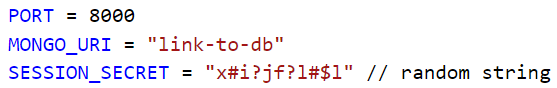 PORT = 8000
MONGO_URI = "link-to-db"
SESSION_SECRET = "x#i?jf?l#$l" // random string